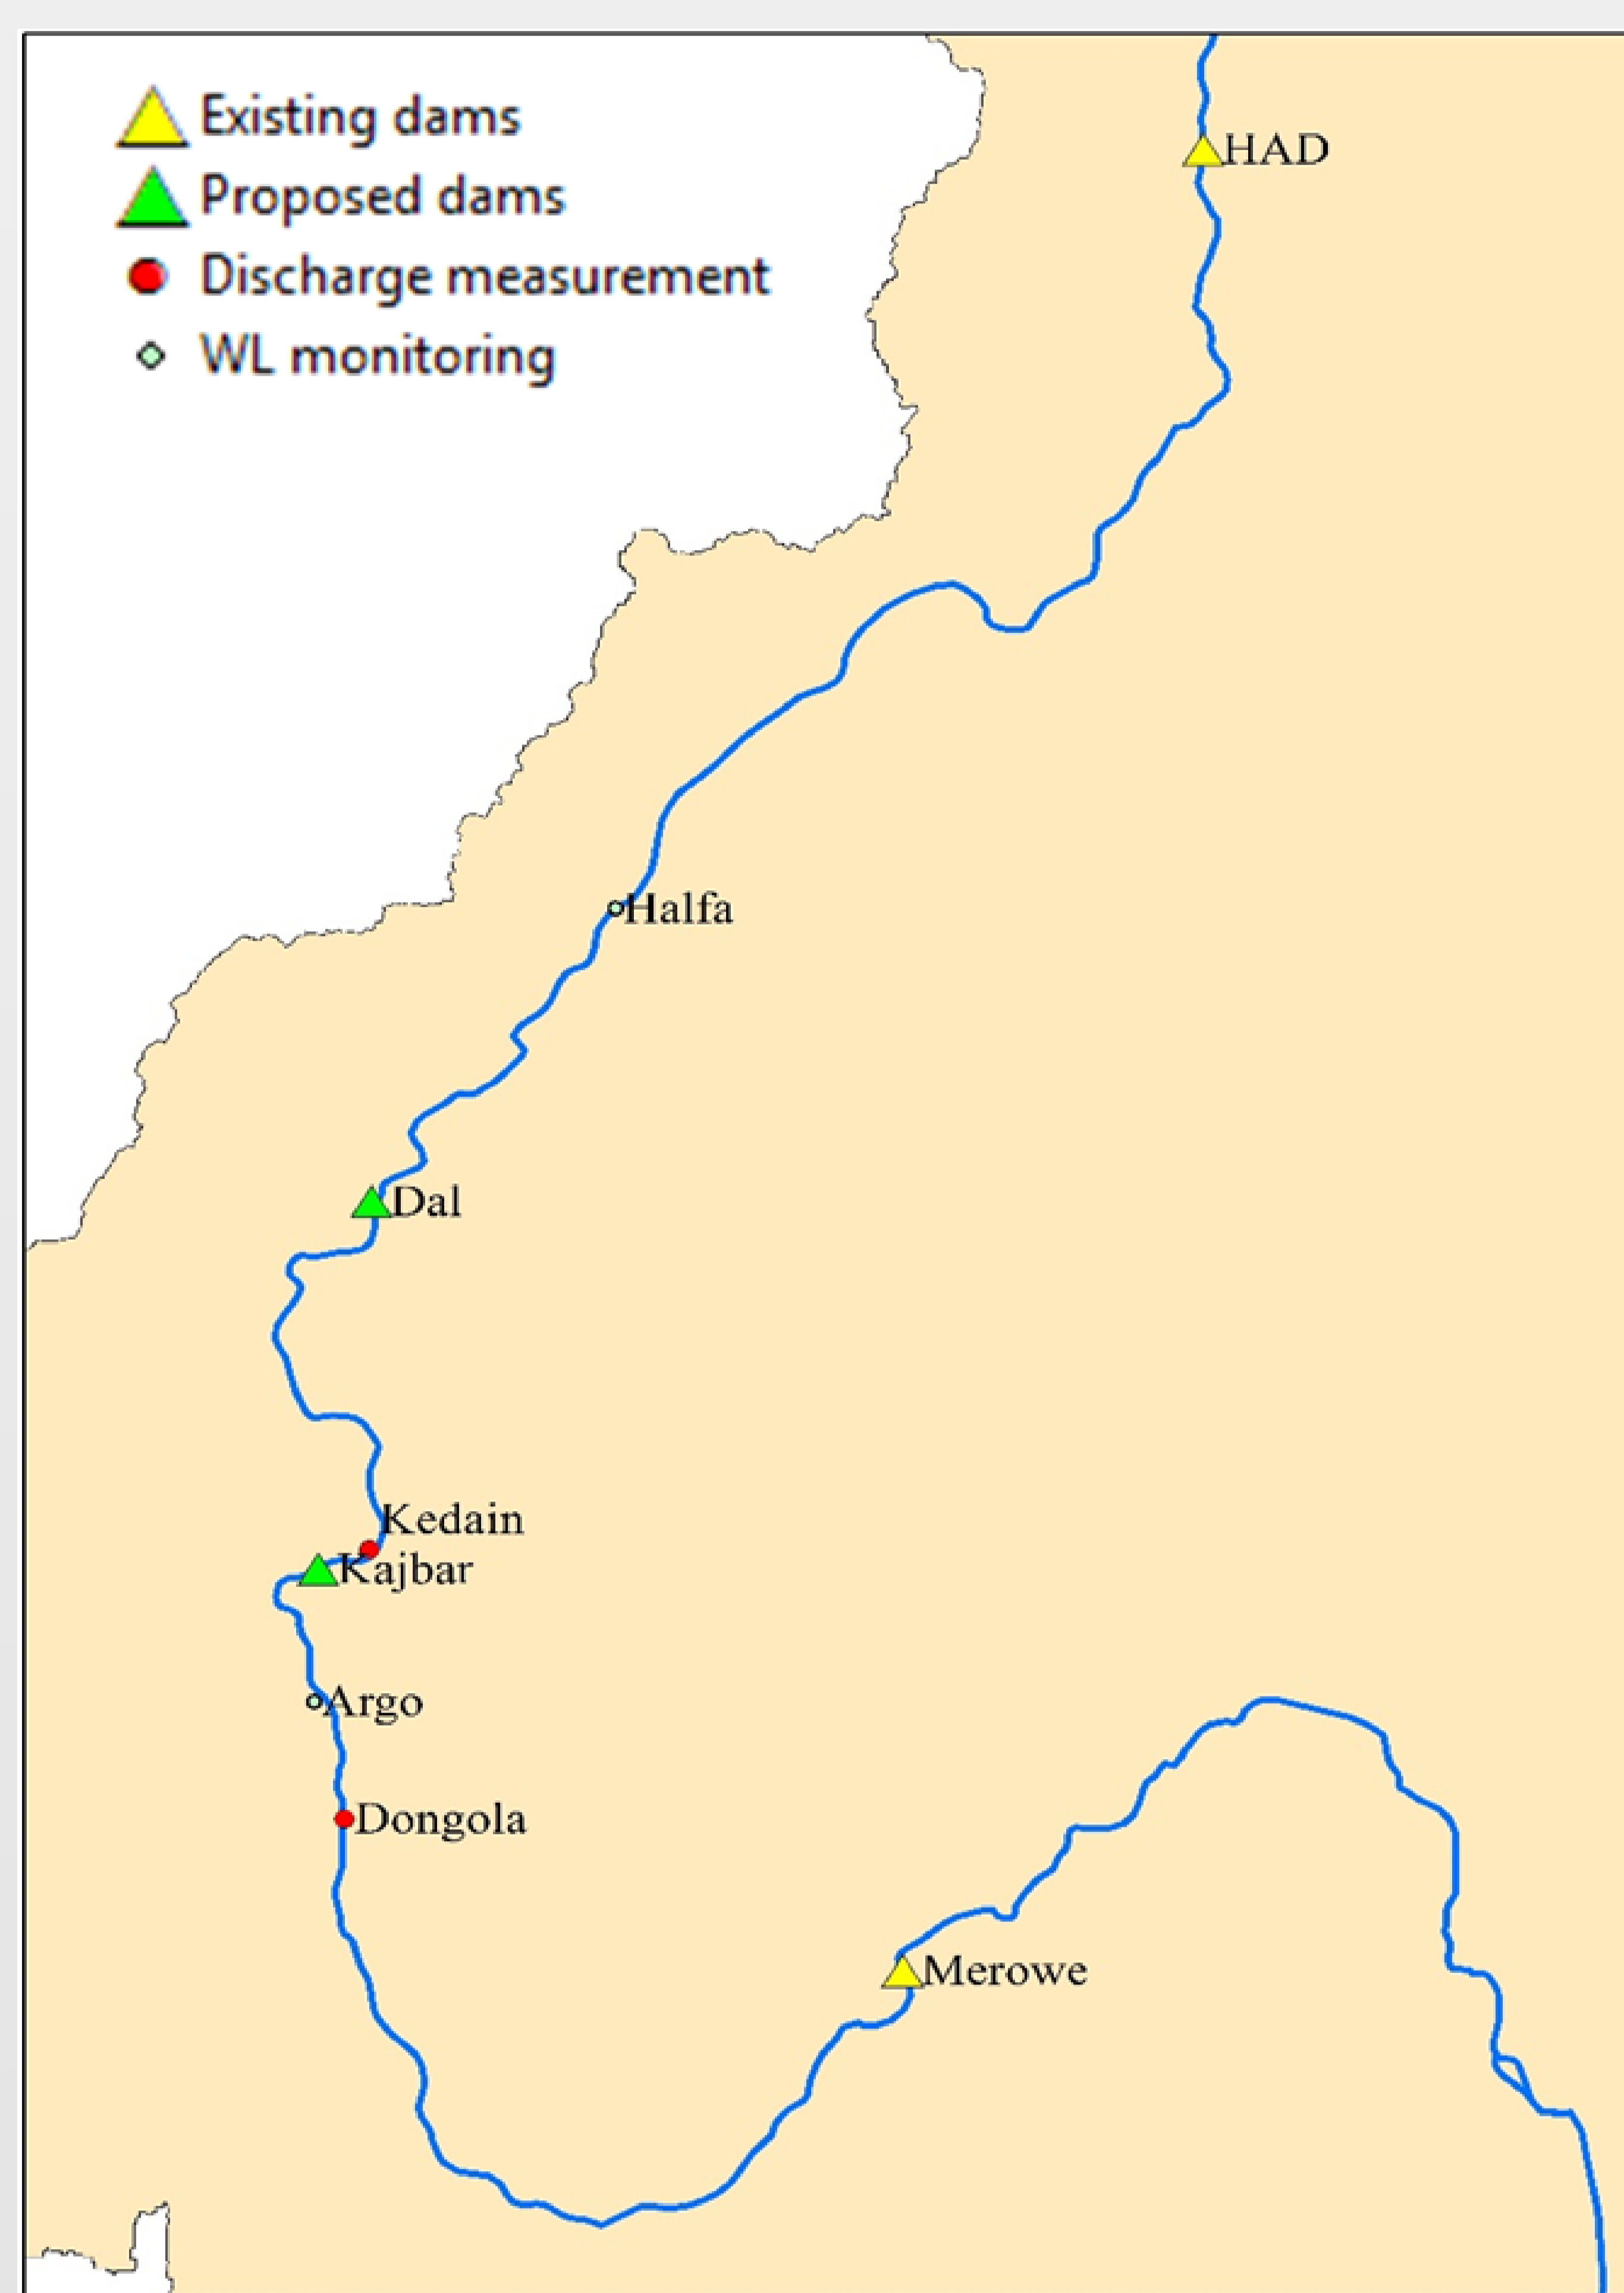 Existing dams
Proposed dams
Discharge measurement
WL monitoring
HAD
Halfa
Dal
Kedain
Kajbar
Argo
Dongola
Merowe